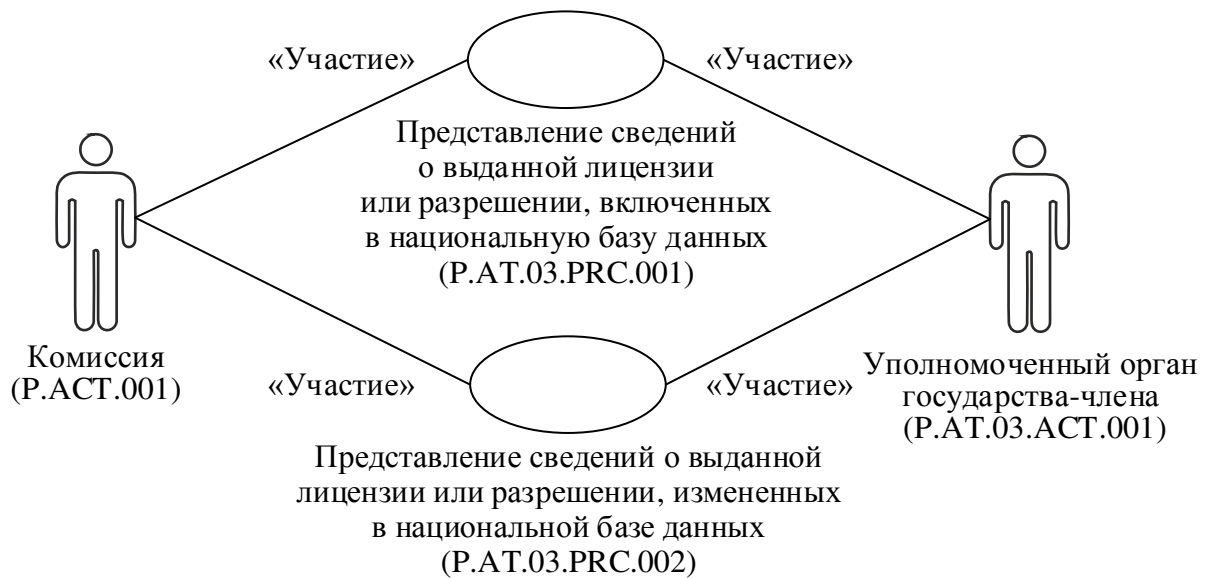 «Участие»
«Участие»
Представление сведений
о выданной лицензии
или разрешении, включенных
в национальную базу данных
(P.AT.03.PRC.001)
Комиссия
(P.ACT.001)
Уполномоченный орган
государства-члена
(P.AT.03.ACT.001)
«Участие»
«Участие»
Представление сведений о выданной
лицензии или разрешении, измененных
в национальной базе данных
(P.AT.03.PRC.002)